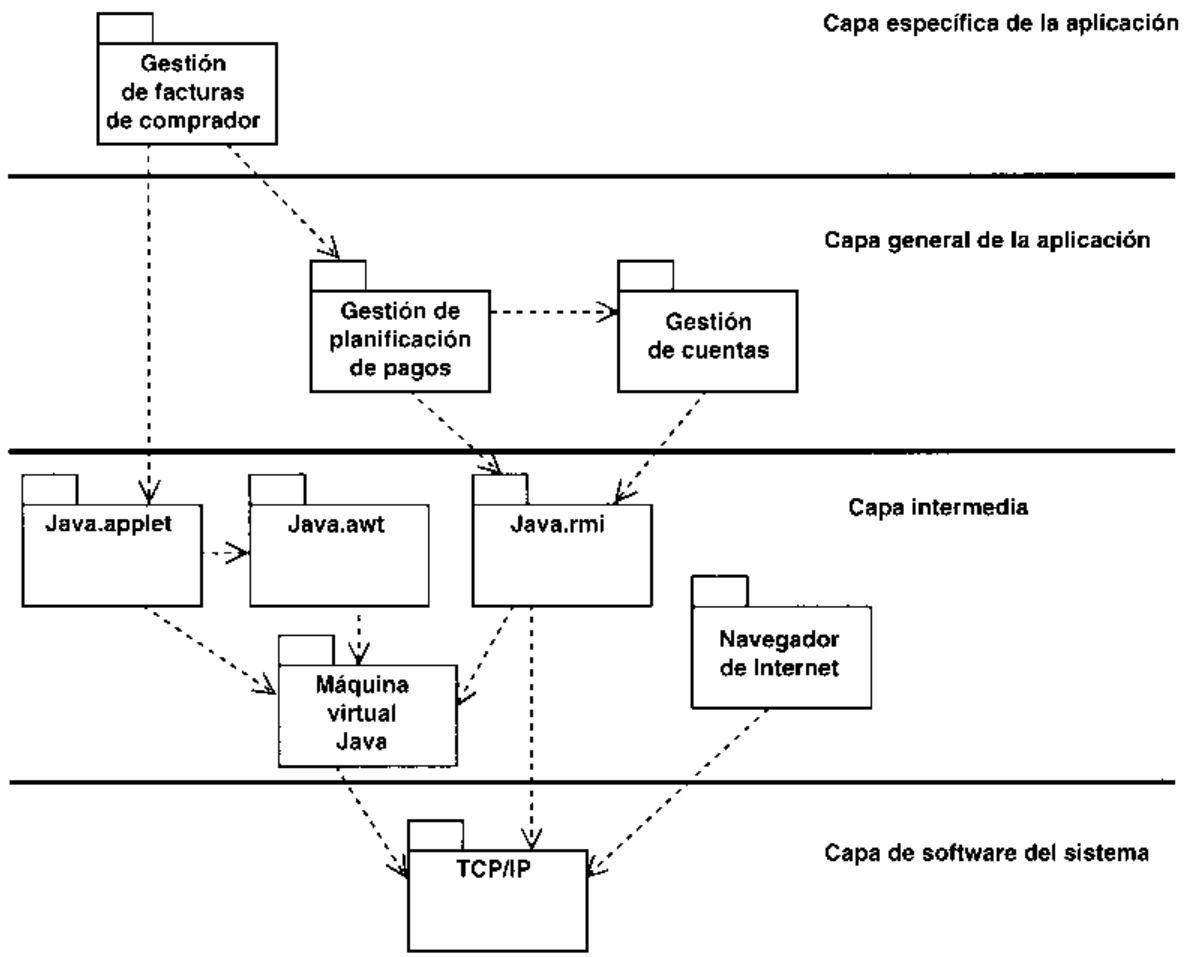 Capa específica de la aplicación
Gestión
de facturas
de comprador
Capa general de la aplicación
Gestión de
planificación
de pagos
Gestión
de cuentas
Capa intermedia
Java.applet
Java.awt
Java.rmi
Navegador
de Internet
Máquina
virtual
Java
Capa de software del sistema
TCP/IP